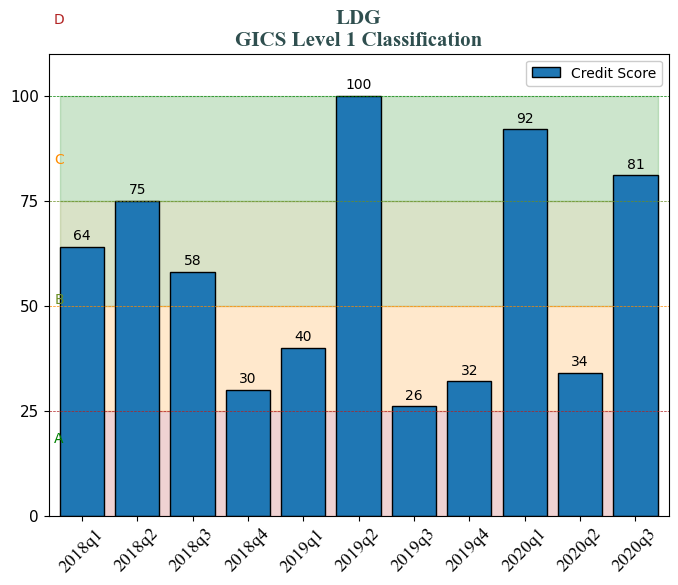 D
LDG
GICS Level 1 Classification
Credit Score
100
75
50
25
0
C
B
A
64
75
58
30
40
100
26
32
92
34
81
2018q1
2018q2
2018q3
2018q4
2019q1
2019q2
2019q3
2019q4
2020q1
2020q2
2020q3